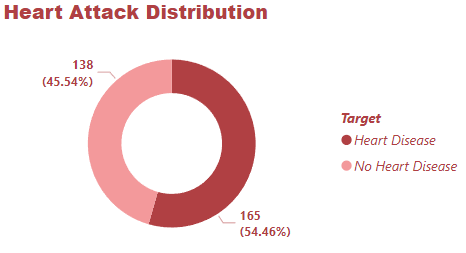 Heart Attack Distribution
138
(45.54%)
Target
Heart Disease
No Heart Disease
165
(54.46%)